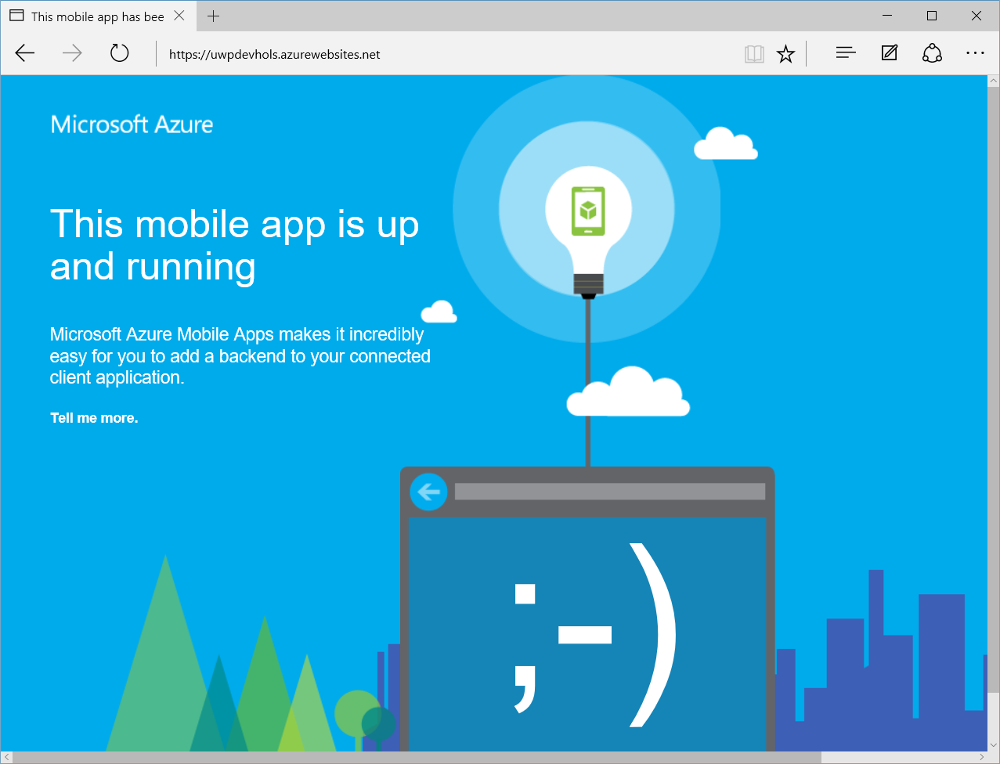 This mobile app has bee
https://uwpdevhols.azurewebsites.net
Microsoft Azure
This mobile app is up
and running
Microsoft Azure Mobile Apps makes it incredibly
easy for you to add a backend to your connected
client application.
Tell me more.
;-)